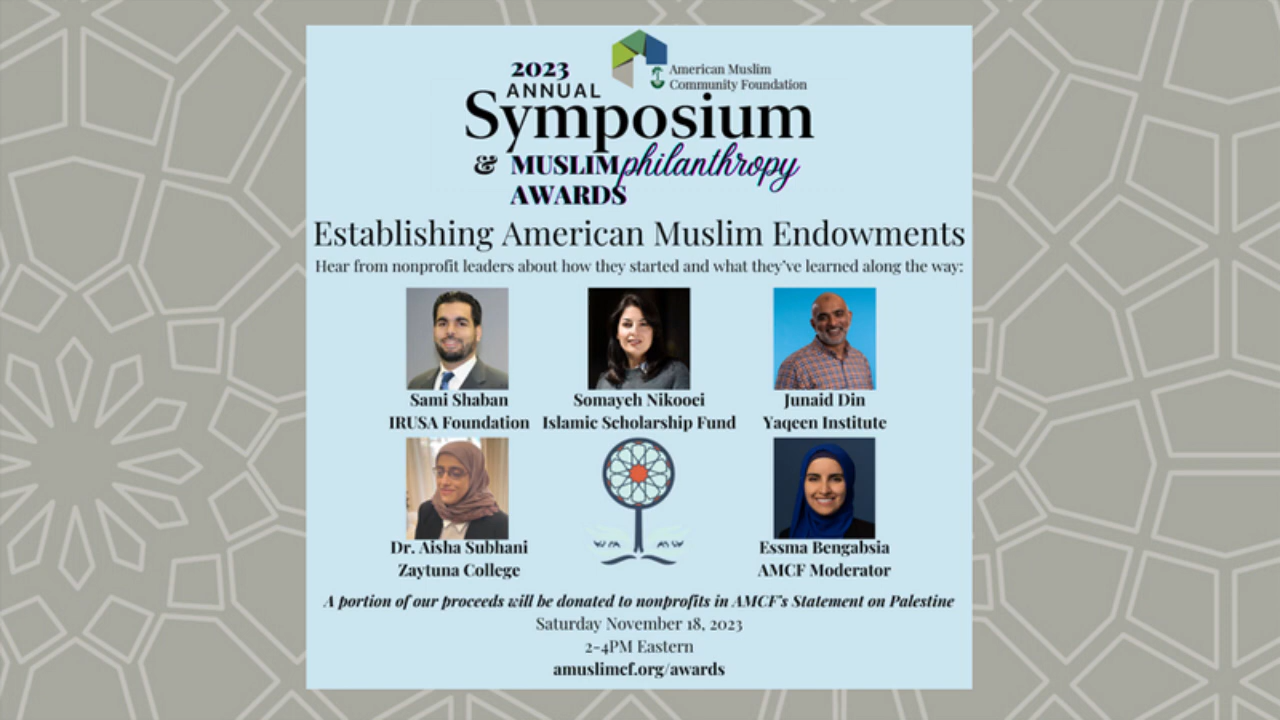 2023
ANNUAL
American Muslim
Community Foundation
Symposium
& MUSLIM philanthropy
AWARDS
Establishing American Muslim Endowments
Hear from nonprofit leaders about how they started and what they've learned along the way:
Sami Shaban
IRUSA Foundation
Somayeh Nikooei
Islamic Scholarship Fund
Junaid Din
Yaqeen Institute
Dr. Aisha Subhani
Zaytuna College
Essma Bengabsia
AMCF Moderator
A portion of our proceeds will be donated to nonprofits in AMCF's Statement on Palestine
Saturday November 18, 2023
2-4PM Eastern
amuslimcf.org/awards